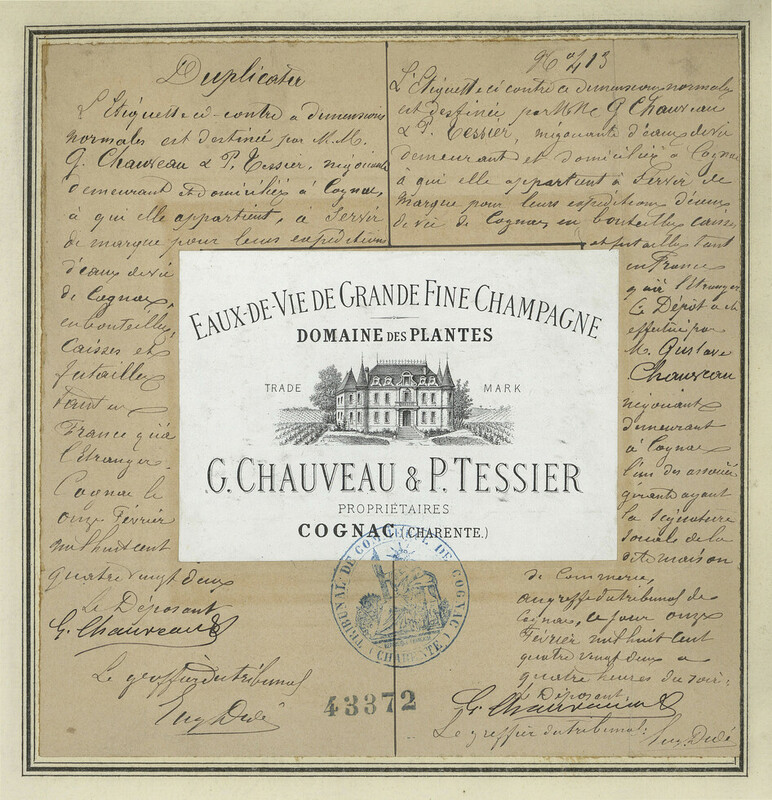 Duplicata
L'Etiquette ci-contre a dimensions
normales est destinée par M.M.
G. Chauveau & P. Tessier, négociants
demeurant et domiciliés à Cognac,
à qui elle appartient, à servir
de marque pour leurs expédition
d'eaux de vie
de Cognac,
en bouteilles,
Caisses et
futailles
tant en
France qu'à
l'Etranger.
Cognac le
onze Février
mil huit cent
quatre vingt deux
Le Déposant
G. Chauveau
Le greffier du tribunal
Eug. Didé
No 413
L'Etiquette ci contre a dimensions normales
est destinée par MM G Chauveau
& P. Tessier, négociants d'eaux de vie
demeurant et domiciliés à Cognac
à qui elle appartient à servir de
marque pour leurs expéditions d'eaux
de vie de Cognac, en bouteilles caisses
et futailles tant
en France
qu'à l'Etranger
Le Dépôt a été
effectué par
M. Gustave
Chauveau
négociant
demeurant
à Cognac
l'un des associés
gérants ayant
la signature
sociale de la
dite maison
de Commerce,
au greffe du tribunal de
Cognac, ce jour onze
Février mil huit cent
quatre vingt deux a
quatre heures du soir.
Le Déposant
G. Chauveau
Le greffier du tribunal:
Eug. Didé
EAUX-DE-VIE DE GRANDE FINE CHAMPAGNE
DOMAINE DES PLANTES
TRADE MARK
G. CHAUVEAU & P. TESSIER
PROPRIÉTAIRES
COGNAC (CHARENTE.)
TRIBUNAL DE COMMERCE DE COGNAC
(CHARENTE)
43372